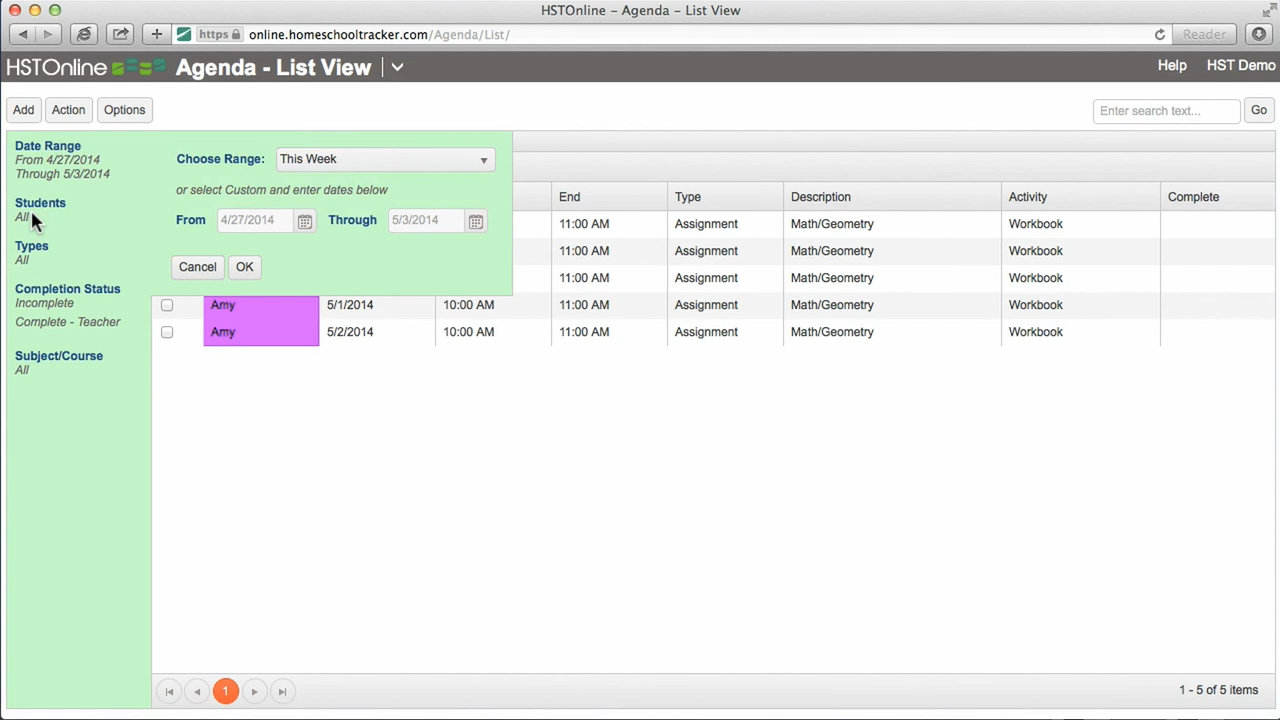 HSTOnline - Agenda - List View
https online.homeschooltracker.com/Agenda/List/ Reader
HSTOnline Agenda - List View Help HST Demo
Add Action Options Enter search text... Go
Date Range
From 4/27/2014
Through 5/3/2014
Students
All
Types
All
Completion Status
Incomplete
Complete - Teacher
Subject/Course
All
Choose Range: This Week
or select Custom and enter dates below
From 4/27/2014 Through 5/3/2014
Cancel OK
End Type Description Activity Complete
11:00 AM Assignment Math/Geometry Workbook
11:00 AM Assignment Math/Geometry Workbook
11:00 AM Assignment Math/Geometry Workbook
Amy 5/1/2014 10:00 AM 11:00 AM Assignment Math/Geometry Workbook
Amy 5/2/2014 10:00 AM 11:00 AM Assignment Math/Geometry Workbook
1 1 - 5 of 5 items